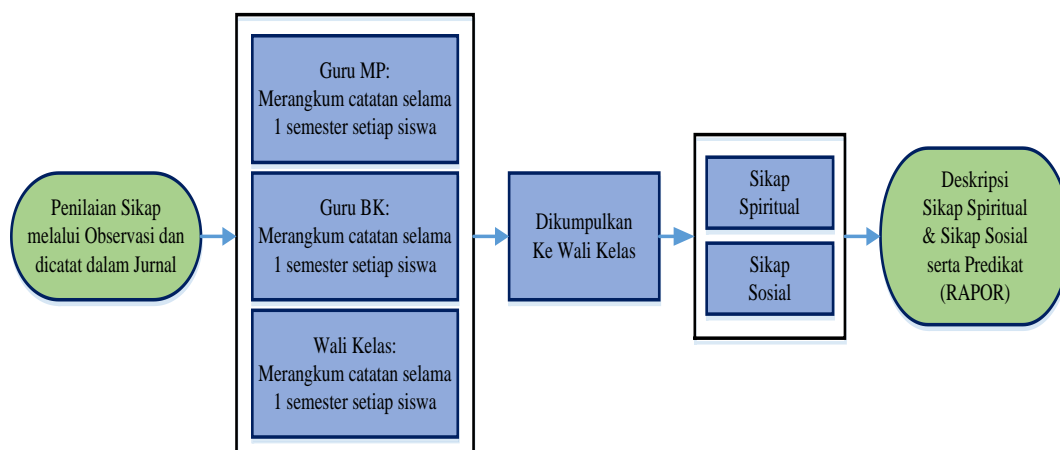 Penilaian Sikap
melalui Observasi dan
dicatat dalam Jurnal
Guru MP:
Merangkum catatan selama
1 semester setiap siswa
Guru BK:
Merangkum catatan selama
1 semester setiap siswa
Wali Kelas:
Merangkum catatan selama
1 semester setiap siswa
Dikumpulkan
Ke Wali Kelas
Sikap
Spiritual
Sikap
Sosial
Deskripsi
Sikap Spiritual
& Sikap Sosial
serta Predikat
(RAPOR)